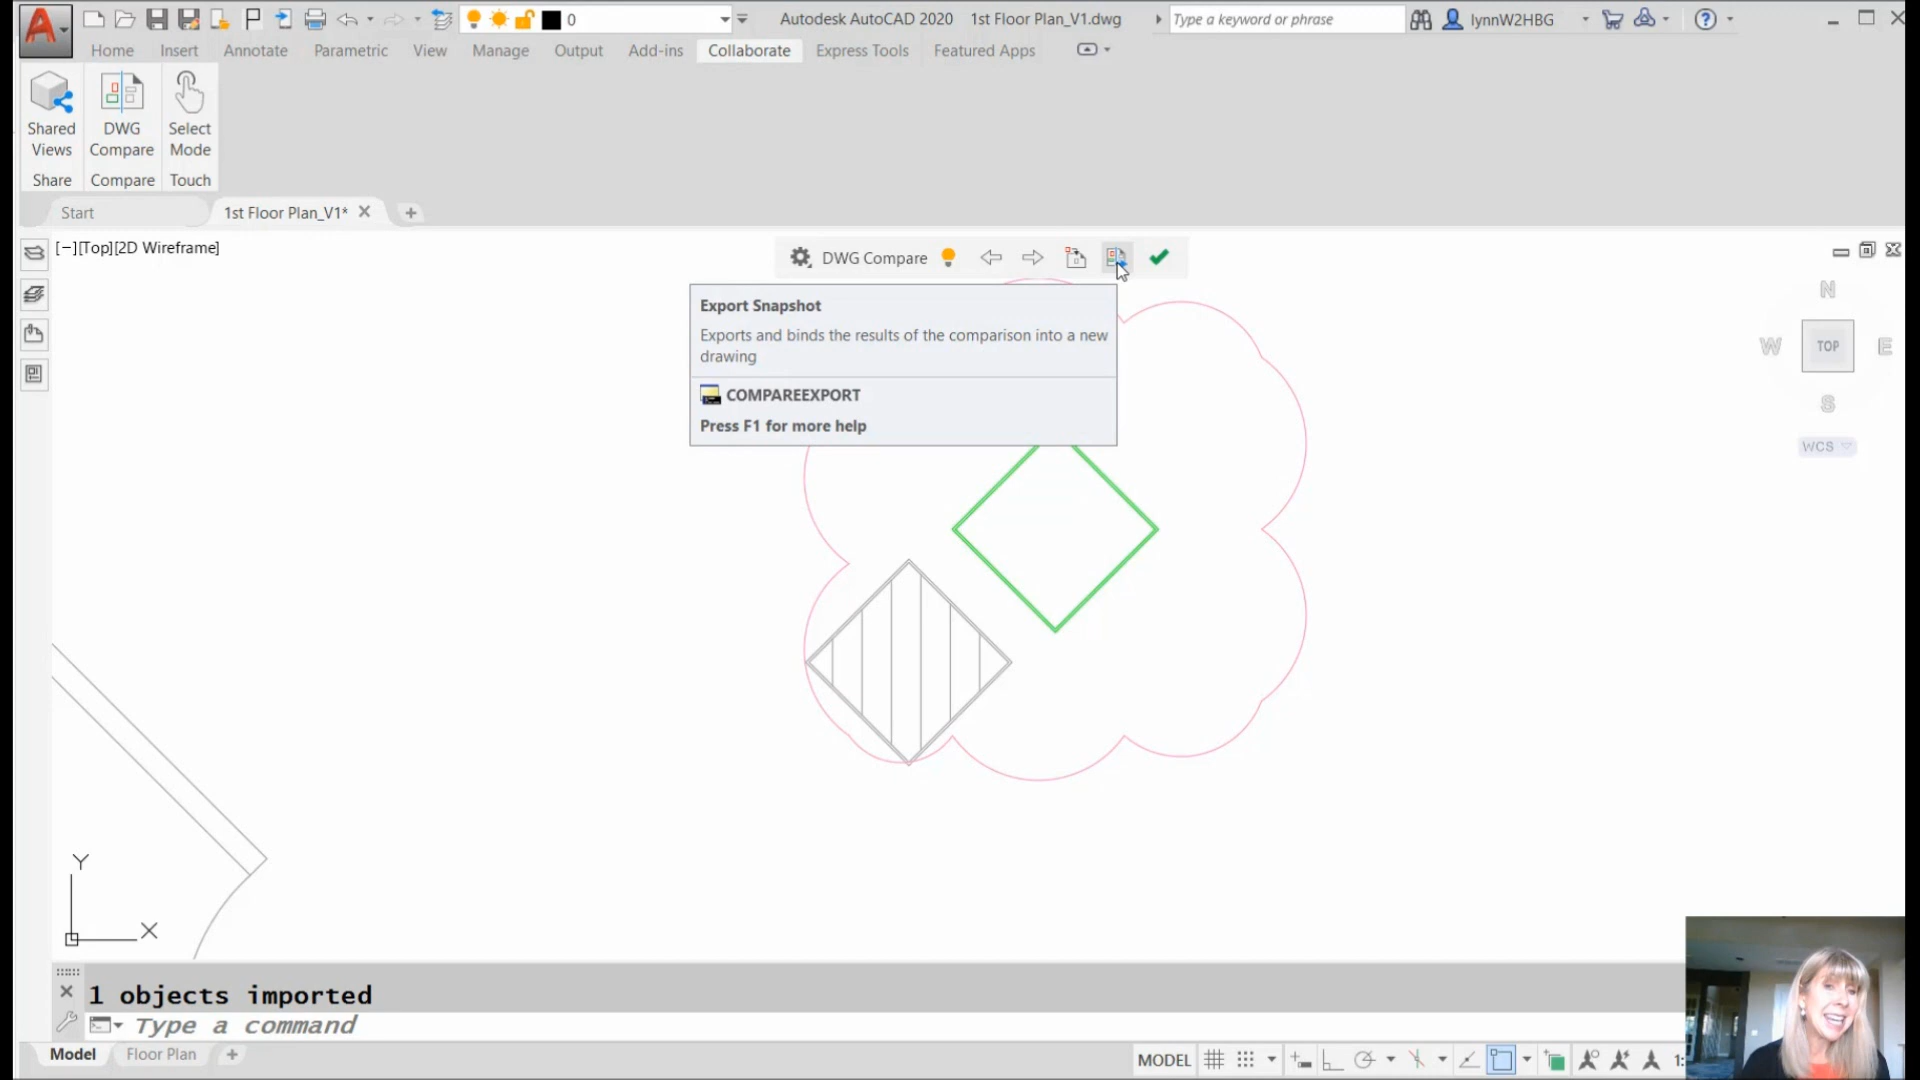 0
Autodesk AutoCAD 2020 1st Floor Plan_V1.dwg
Type a keyword or phrase
lynnW2HBG
Home Insert Annotate Parametric View Manage Output Add-ins Collaborate Express Tools Featured Apps
Shared Views
DWG Compare
Select Mode
Share Compare Touch
Start 1st Floor Plan_V1*
[−][Top][2D Wireframe]
DWG Compare
Export Snapshot
Exports and binds the results of the comparison into a new
drawing
COMPAREEXPORT
Press F1 for more help
N
W TOP E
S
WCS
Y
X
1 objects imported
Type a command
Model Floor Plan
MODEL
1: